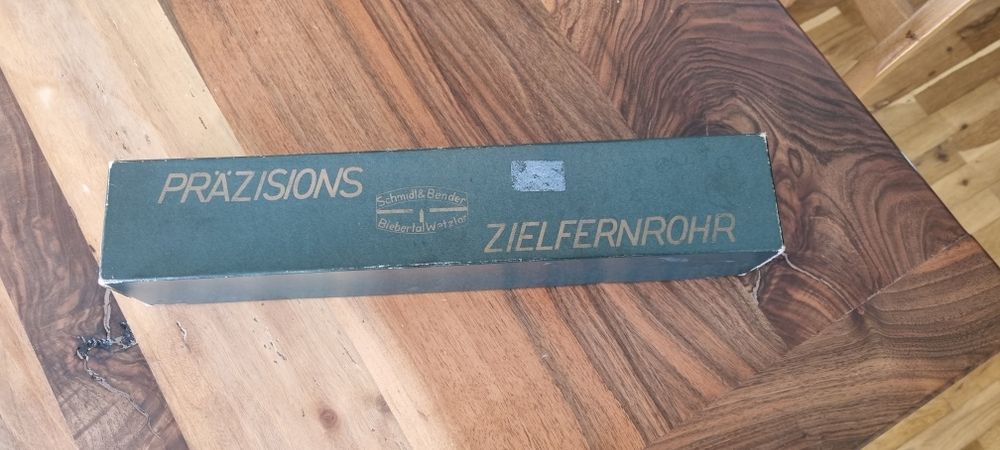 PRÄZISIONS
Schmidt & Bender
Biebertal Wetzlar
ZIELFERNROHR